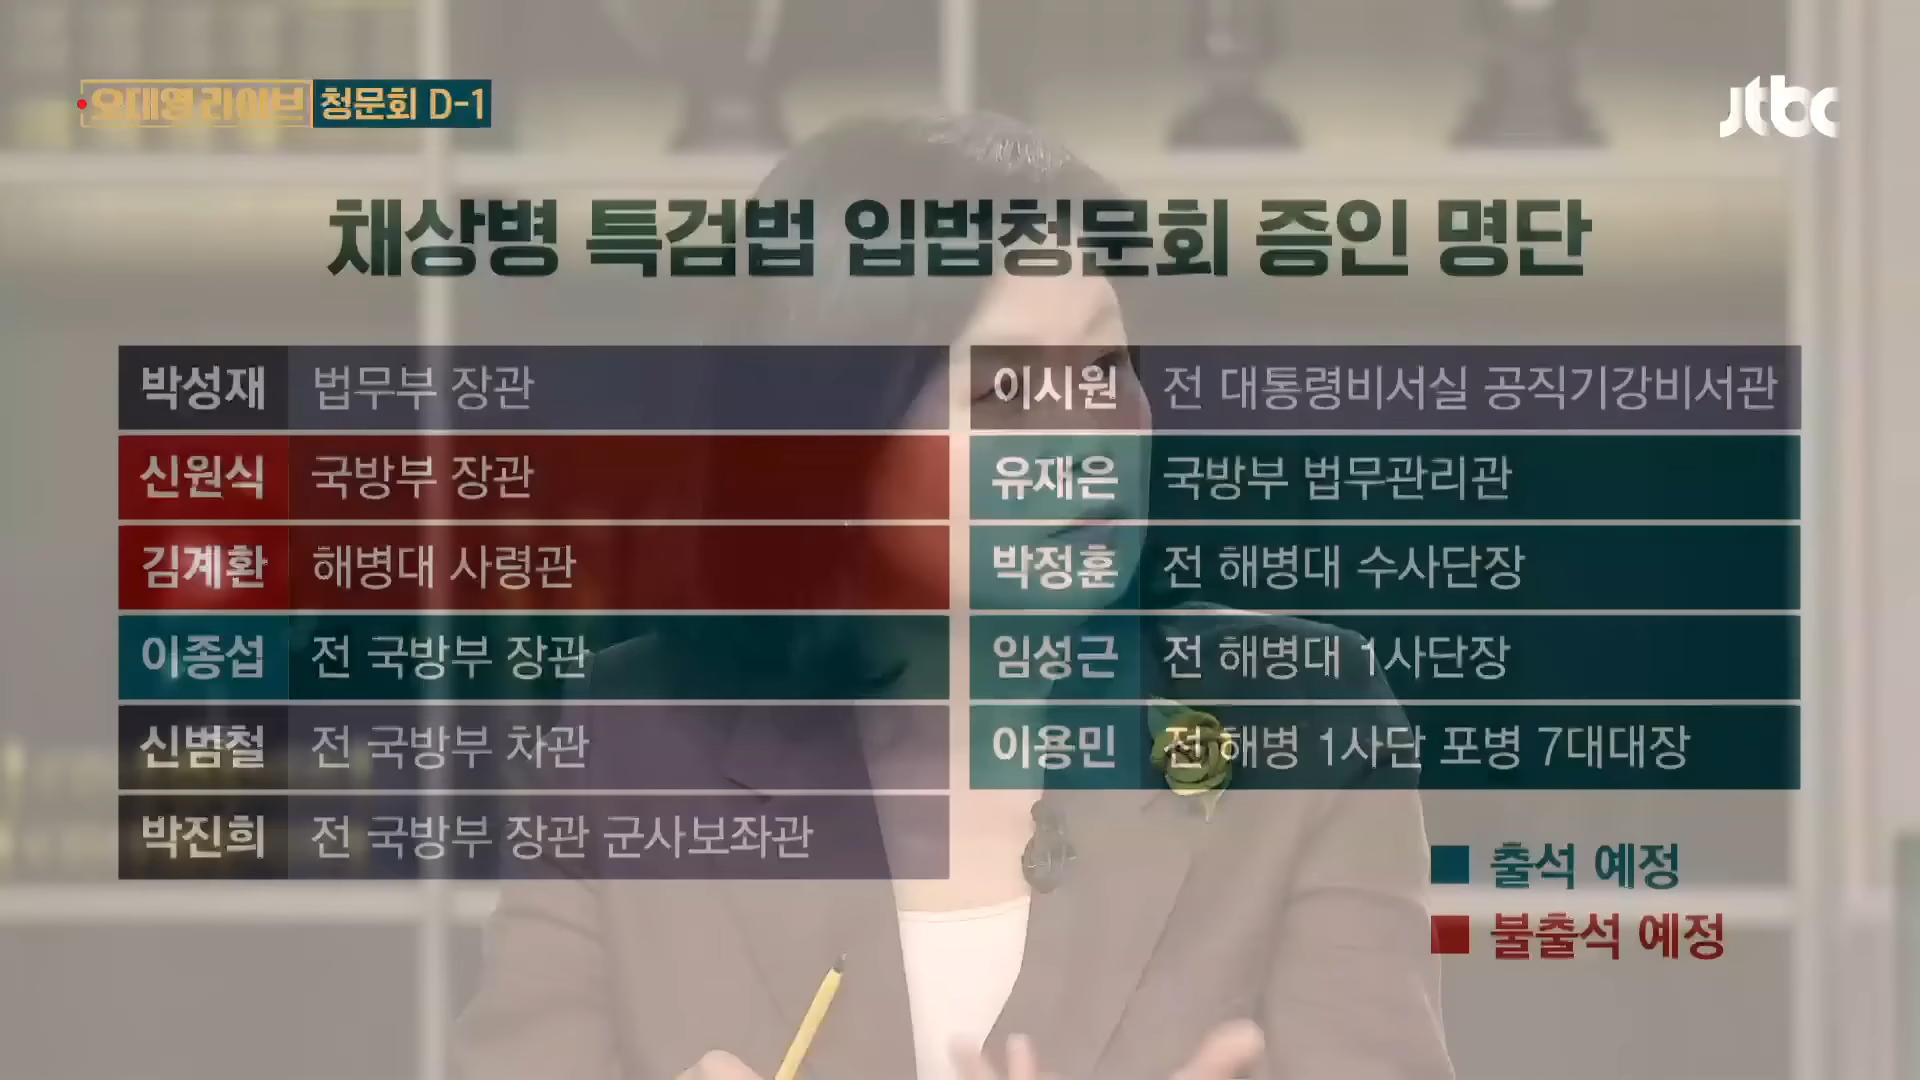 오대영 라이브 청문회 D-1
jtbc
채상병 특검법 입법청문회 증인 명단
박성재 법무부 장관
신원식 국방부 장관
김계환 해병대 사령관
이종섭 전 국방부 장관
신범철 전 국방부 차관
박진희 전 국방부 장관 군사보좌관
이시원 전 대통령비서실 공직기강비서관
유재은 국방부 법무관리관
박정훈 전 해병대 수사단장
임성근 전 해병대 1사단장
이용민 전 해병 1사단 포병 7대대장
출석 예정
불출석 예정